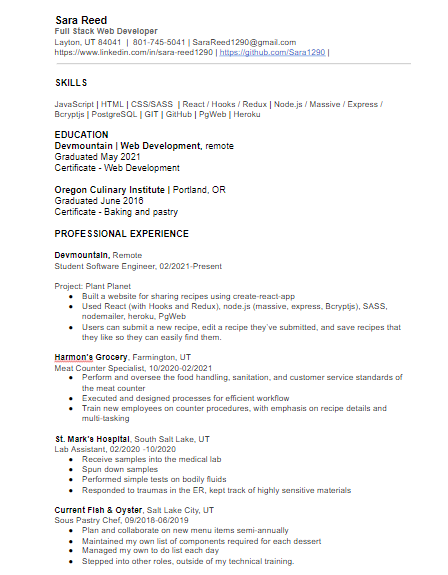 Sara Reed
Full Stack Web Developer
Layton, UT 84041 | 801-745-5041 | SaraReed1290@gmail.com
https://www.linkedin.com/in/sara-reed1290 | https://github.com/Sara1290 |
SKILLS
JavaScript | HTML | CSS/SASS | React / Hooks / Redux | Node.js / Massive / Express /
Bcryptjs | PostgreSQL | GIT | GitHub | PgWeb | Heroku
EDUCATION
Devmountain | Web Development, remote
Graduated May 2021
Certificate - Web Development
Oregon Culinary Institute | Portland, OR
Graduated June 2016
Certificate - Baking and pastry
PROFESSIONAL EXPERIENCE
Devmountain, Remote
Student Software Engineer, 02/2021-Present
Project: Plant Planet
● Built a website for sharing recipes using create-react-app
● Used React (with Hooks and Redux), node.js (massive, express, Bcryptjs), SASS,
nodemailer, heroku, PgWeb
● Users can submit a new recipe, edit a recipe they've submitted, and save recipes that
they like so they can easily find them.
Harmon's Grocery, Farmington, UT
Meat Counter Specialist, 10/2020-02/2021
● Perform and oversee the food handling, sanitation, and customer service standards of
the meat counter
● Executed and designed processes for efficient workflow
● Train new employees on counter procedures, with emphasis on recipe details and
multi-tasking
St. Mark's Hospital, South Salt Lake, UT
Lab Assistant, 02/2020 -10/2020
● Receive samples into the medical lab
● Spun down samples
● Performed simple tests on bodily fluids
● Responded to traumas in the ER, kept track of highly sensitive materials
Current Fish & Oyster, Salt Lake City, UT
Sous Pastry Chef, 09/2018-06/2019
● Plan and collaborate on new menu items semi-annually
● Maintained my own list of components required for each dessert
● Managed my own to do list each day
● Stepped into other roles, outside of my technical training.